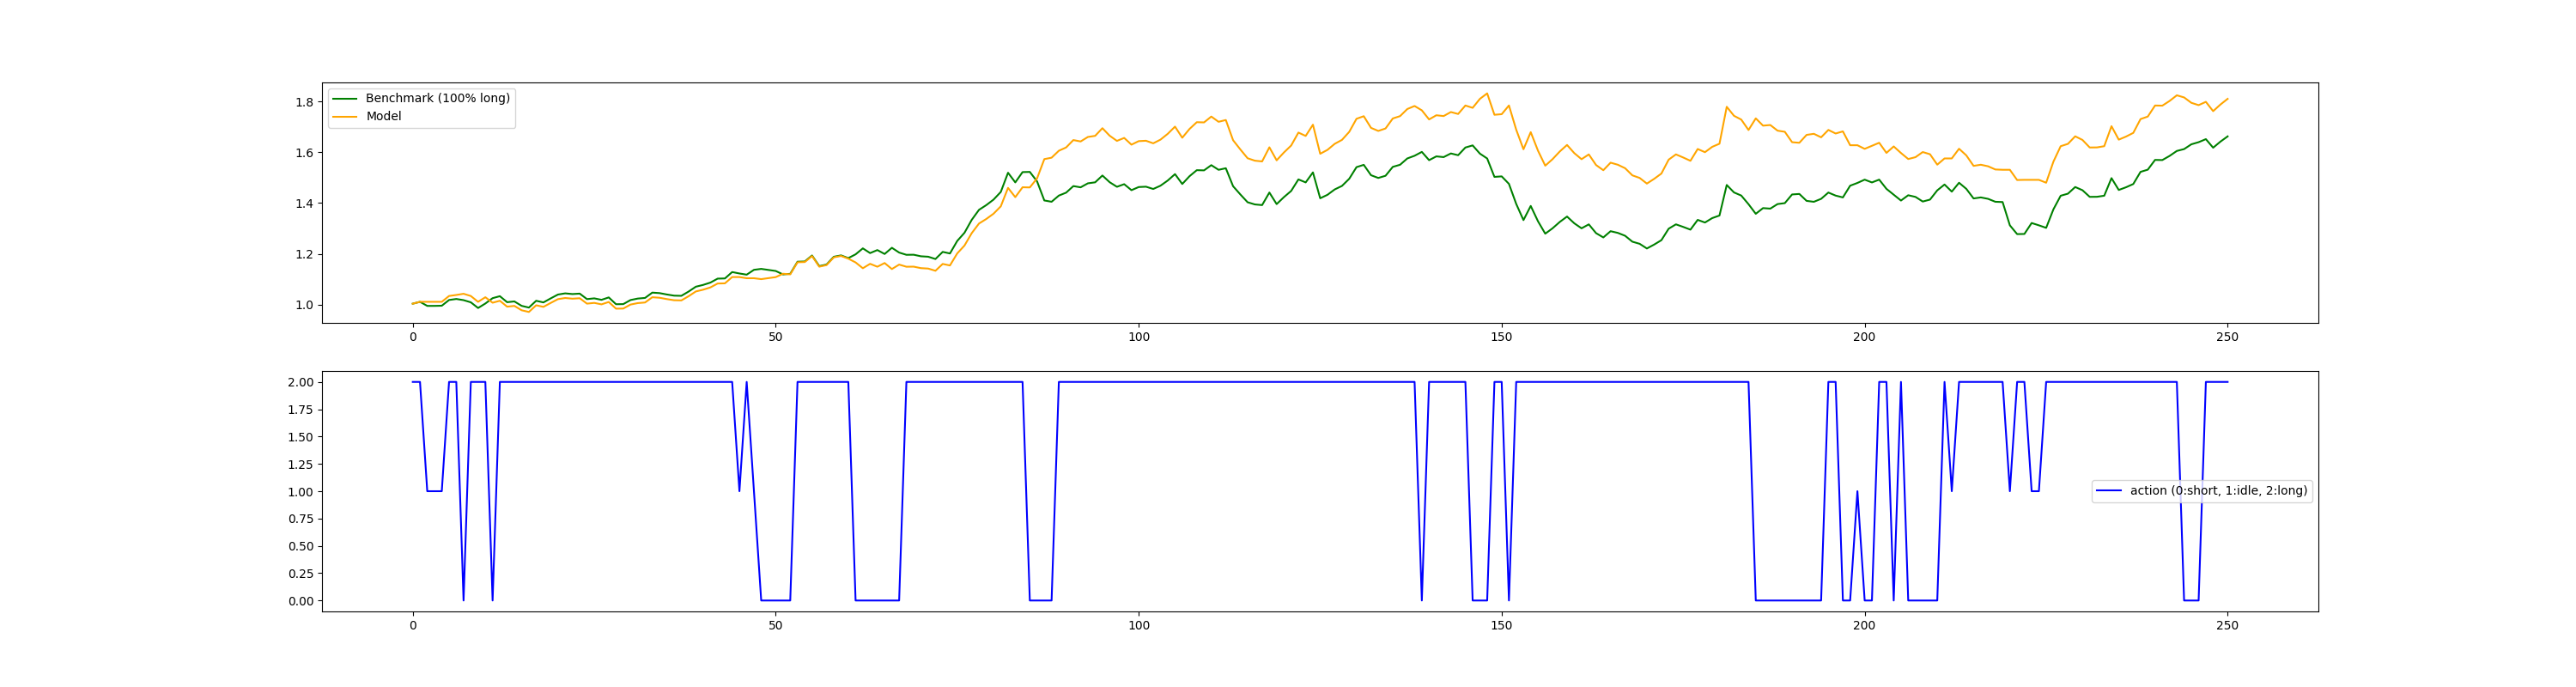 Benchmark (100% long)
Model
1.8
1.6
1.4
1.2
1.0
0 50 100 150 200 250
2.00
1.75
1.50
1.25
1.00
0.75
0.50
0.25
0.00
action (0:short, 1:idle, 2:long)
0 50 100 150 200 250